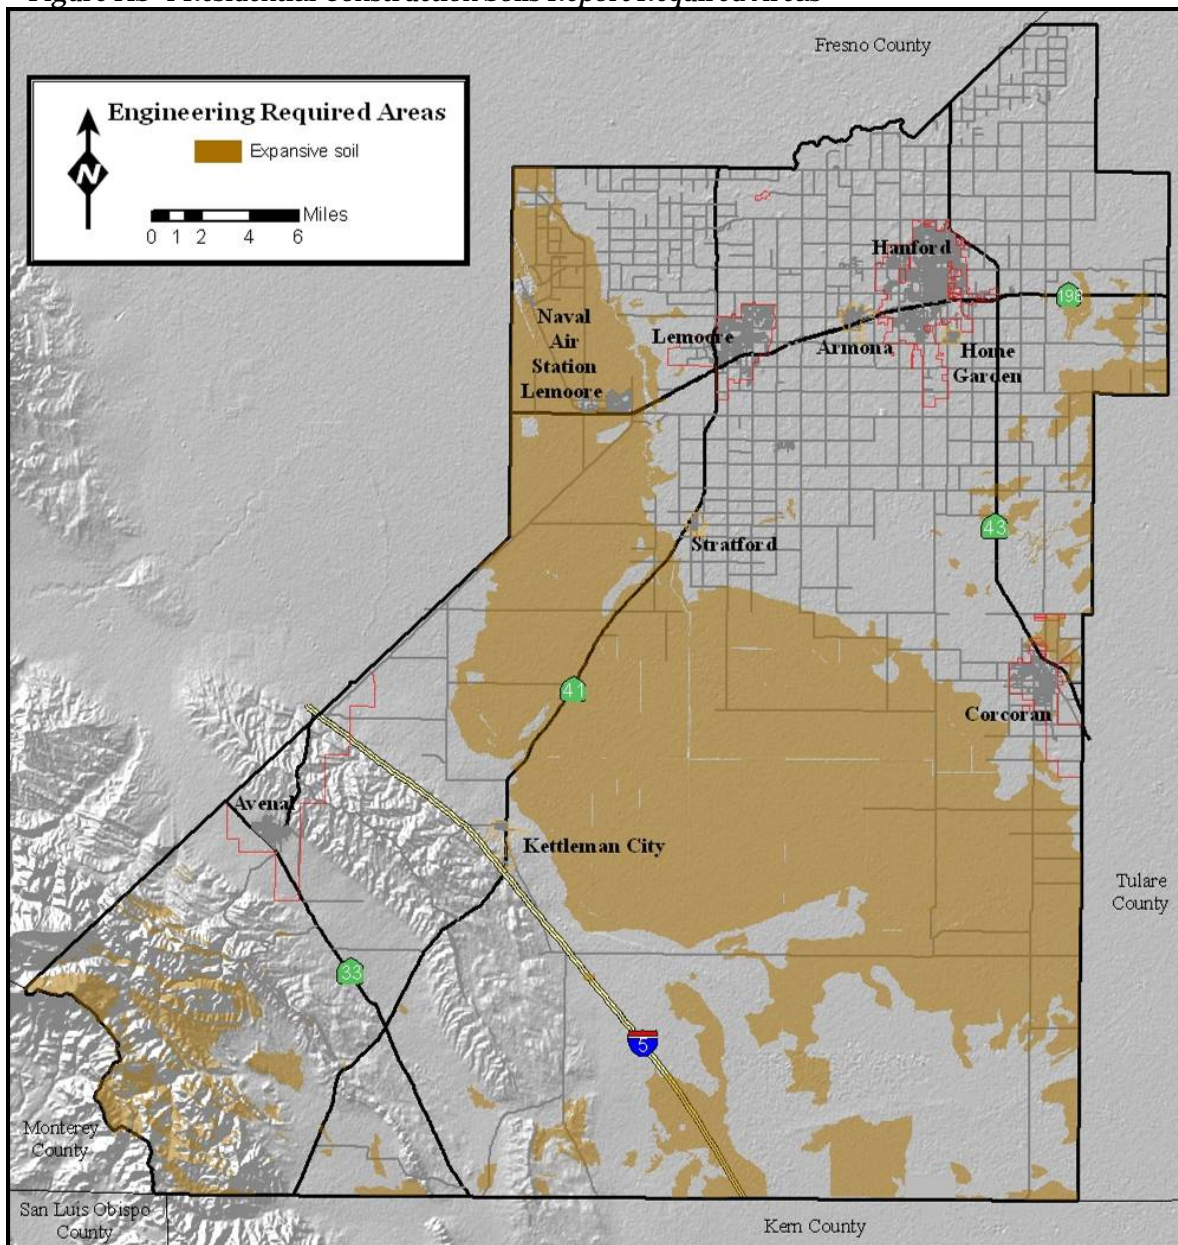 Fresno County
Engineering Required Areas
Expansive soil
N
Miles
0 1 2 4 6
Hanford
198
Naval
Air
Station
Lemoore
Lemoore
Armona
Home
Garden
Stratford
43
41
Corcoran
Avenal
Kettleman City
Tulare
County
33
5
Monterey
County
San Luis Obispo
County
Kern County